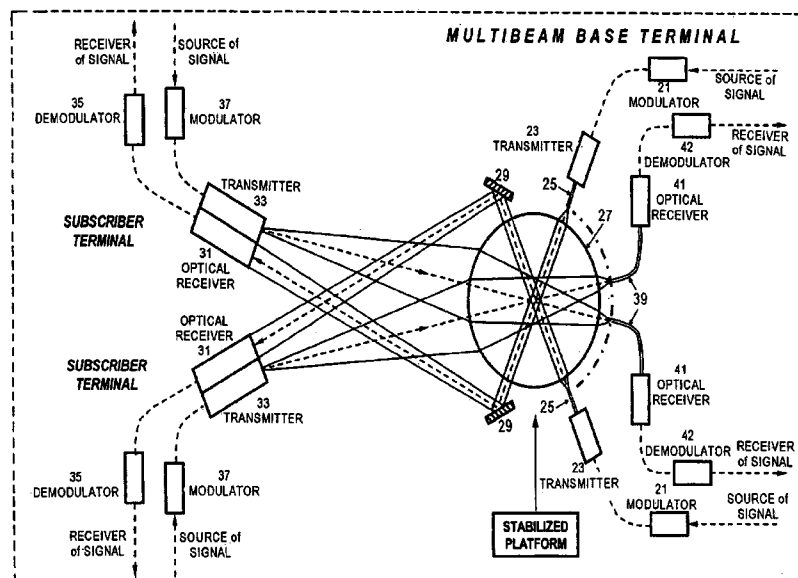 MULTIBEAM BASE TERMINAL
RECEIVER
of SIGNAL
SOURCE of
SIGNAL
35
DEMODULATOR
37
MODULATOR
TRANSMITTER
33
SUBSCRIBER
TERMINAL
31
OPTICAL
RECEIVER
OPTICAL
RECEIVER
31
SUBSCRIBER
TERMINAL
33
TRANSMITTER
35
DEMODULATOR
37
MODULATOR
RECEIVER
of SIGNAL
SOURCE
of SIGNAL
29
29
23
TRANSMITTER
25
27
21
MODULATOR
SOURCE of
SIGNAL
RECEIVER
of SIGNAL
42
DEMODULATOR
41
OPTICAL
RECEIVER
39
41
OPTICAL
RECEIVER
25
23
TRANSMITTER
42
DEMODULATOR
RECEIVER
of SIGNAL
21
MODULATOR
SOURCE of
SIGNAL
STABILIZED
PLATFORM